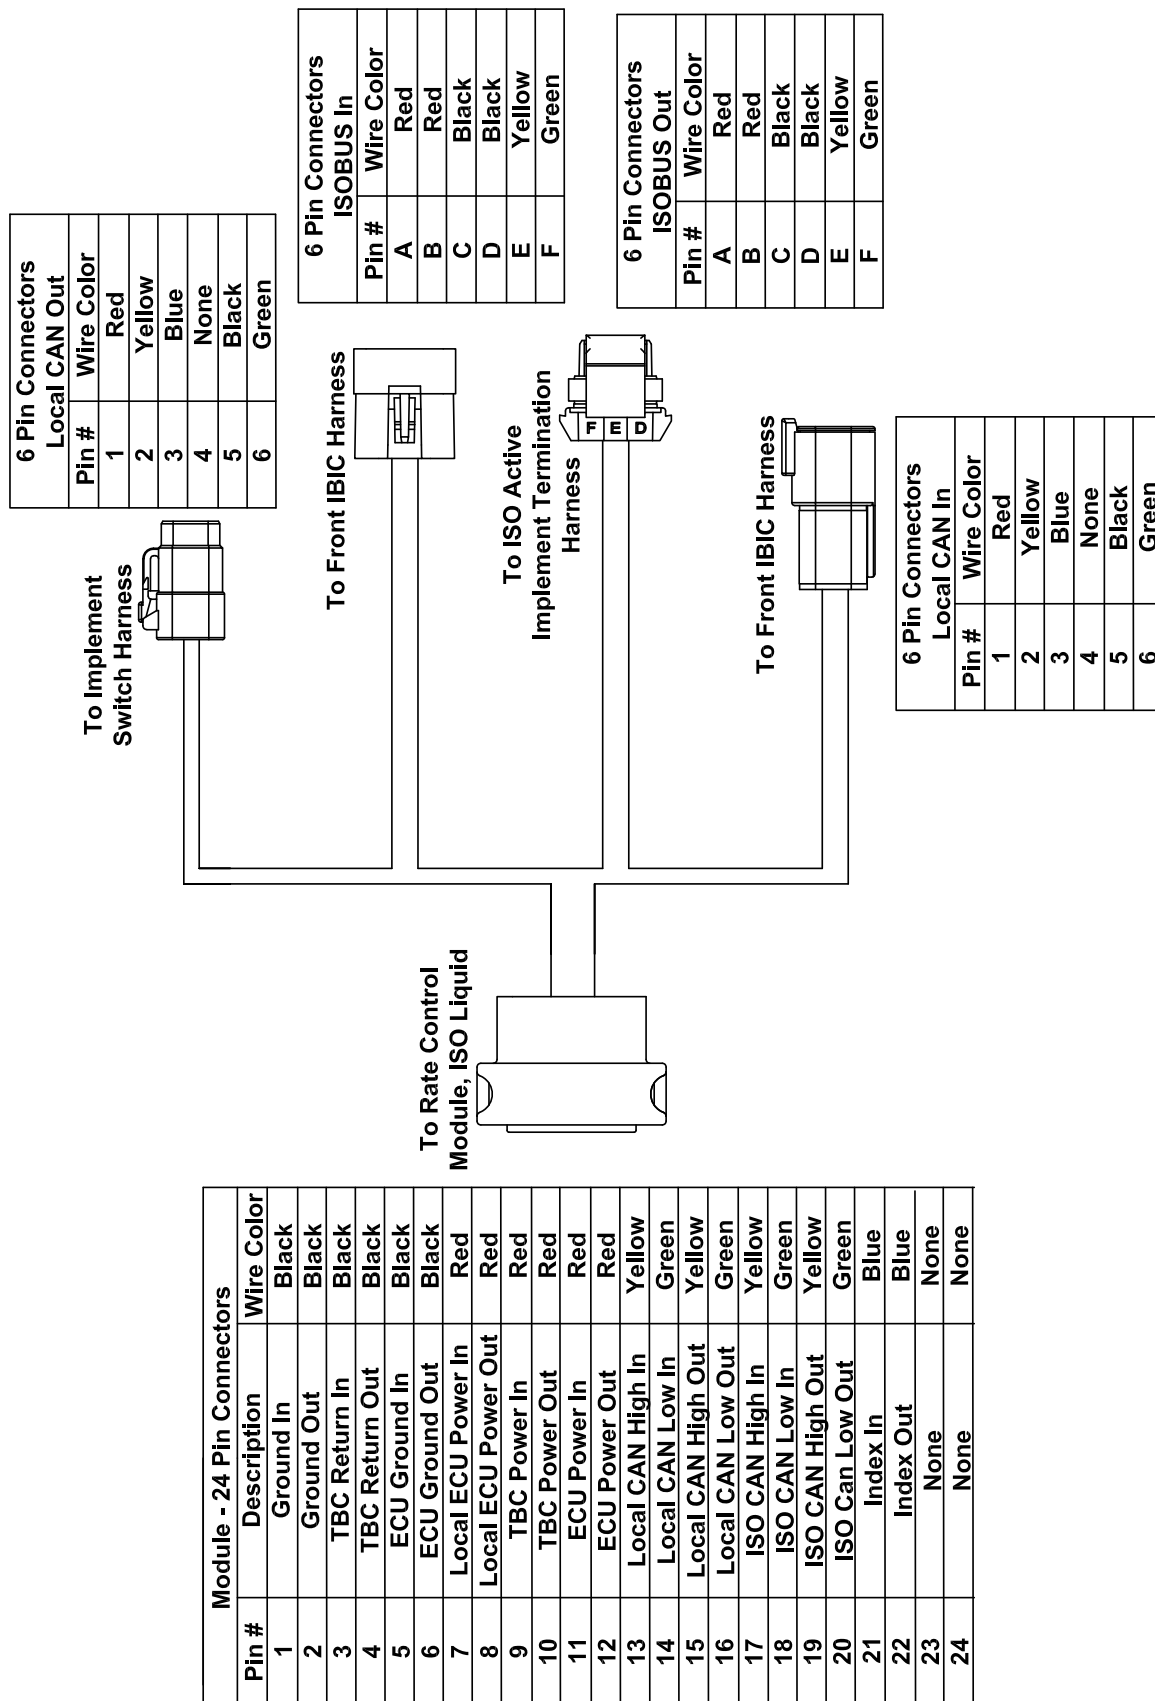 6 Pin Connectors
Local CAN Out
Pin # Wire Color
1 Red
2 Yellow
3 Blue
4 None
5 Black
6 Green
6 Pin Connectors
ISOBUS In
Pin # Wire Color
A Red
B Red
C Black
D Black
E Yellow
F Green
6 Pin Connectors
ISOBUS Out
Pin # Wire Color
A Red
B Red
C Black
D Black
E Yellow
F Green
6 Pin Connectors
Local CAN In
Pin # Wire Color
1 Red
2 Yellow
3 Blue
4 None
5 Black
6 Green
To Implement
Switch Harness
To Front IBIC Harness
To ISO Active
Implement Termination
Harness
F E D
To Front IBIC Harness
To Rate Control
Module, ISO Liquid
Module - 24 Pin Connectors
Pin # Description Wire Color
1 Ground In Black
2 Ground Out Black
3 TBC Return In Black
4 TBC Return Out Black
5 ECU Ground In Black
6 ECU Ground Out Black
7 Local ECU Power In Red
8 Local ECU Power Out Red
9 TBC Power In Red
10 TBC Power Out Red
11 ECU Power In Red
12 ECU Power Out Red
13 Local CAN High In Yellow
14 Local CAN Low In Green
15 Local CAN High Out Yellow
16 Local CAN Low Out Green
17 ISO CAN High In Yellow
18 ISO CAN Low In Green
19 ISO CAN High Out Yellow
20 ISO Can Low Out Green
21 Index In Blue
22 Index Out Blue
23 None None
24 None None